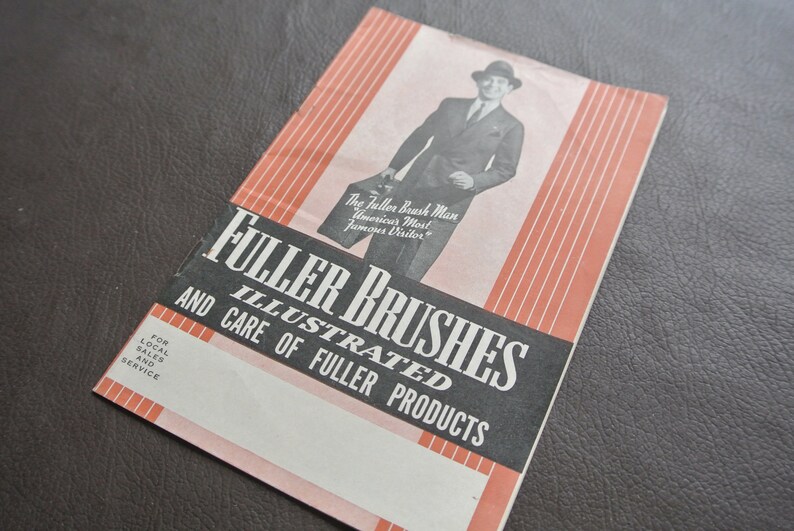 The Fuller Brush Man
"America's Most
Famous Visitor"
FULLER BRUSHES
ILLUSTRATED
AND CARE OF FULLER PRODUCTS
FOR
LOCAL
SALES
AND
SERVICE